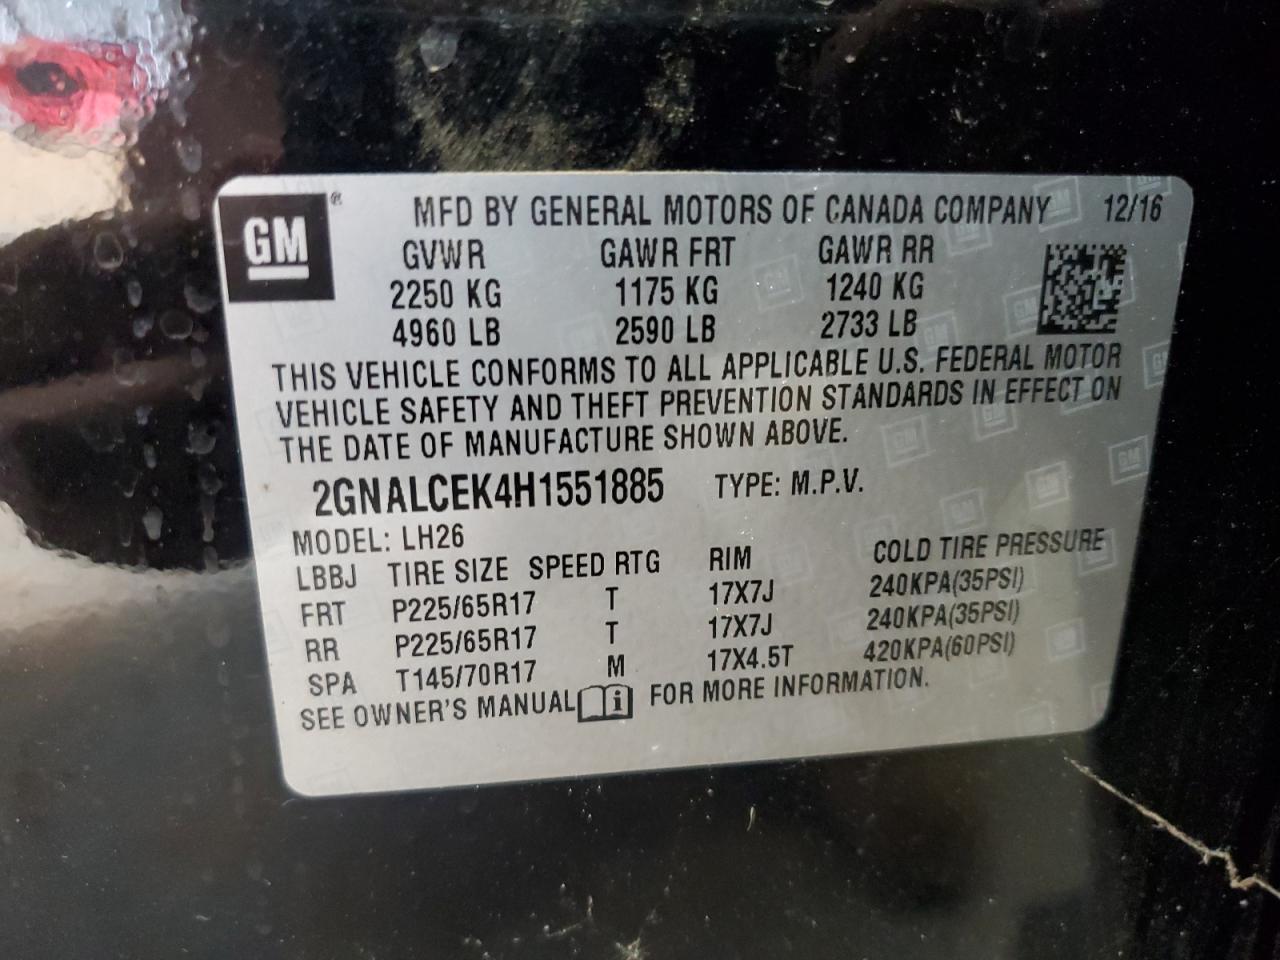 GM ® MFD BY GENERAL MOTORS OF CANADA COMPANY 12/16
GVWR GAWR FRT GAWR RR
2250 KG 1175 KG 1240 KG
4960 LB 2590 LB 2733 LB
THIS VEHICLE CONFORMS TO ALL APPLICABLE U.S. FEDERAL MOTOR
VEHICLE SAFETY AND THEFT PREVENTION STANDARDS IN EFFECT ON
THE DATE OF MANUFACTURE SHOWN ABOVE.
2GNALCEK4H1551885 TYPE: M.P.V.
MODEL: LH26
LBBJ TIRE SIZE SPEED RTG RIM COLD TIRE PRESSURE
FRT P225/65R17 T 17X7J 240KPA(35PSI)
RR P225/65R17 T 17X7J 240KPA(35PSI)
SPA T145/70R17 M 17X4.5T 420KPA(60PSI)
SEE OWNER'S MANUAL i FOR MORE INFORMATION.